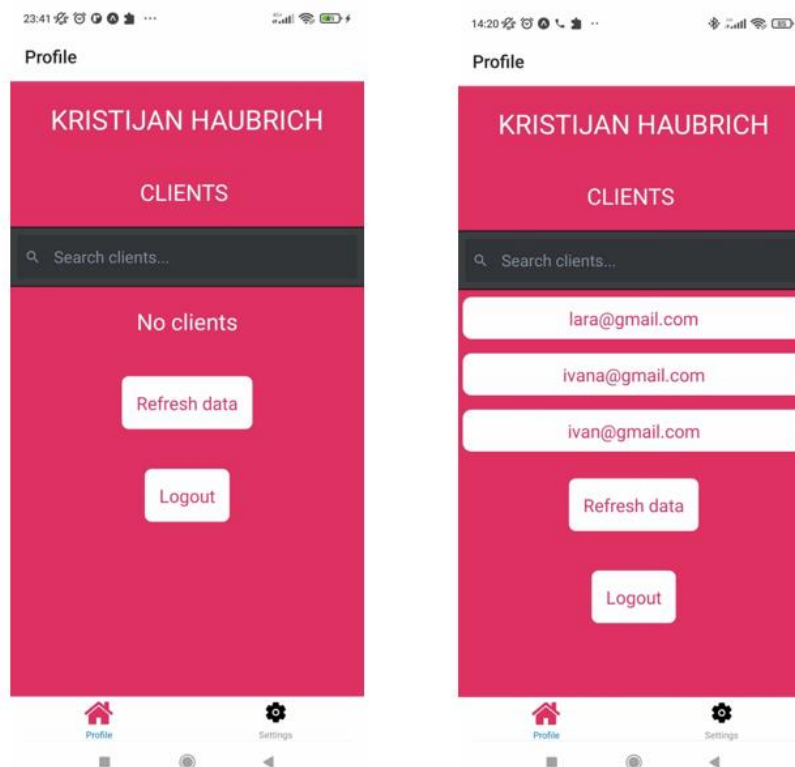 23:41
Profile
KRISTIJAN HAUBRICH
CLIENTS
Search clients...
No clients
Refresh data
Logout
Profile
Settings
14:20
Profile
KRISTIJAN HAUBRICH
CLIENTS
Search clients...
lara@gmail.com
ivana@gmail.com
ivan@gmail.com
Refresh data
Logout
Profile
Settings